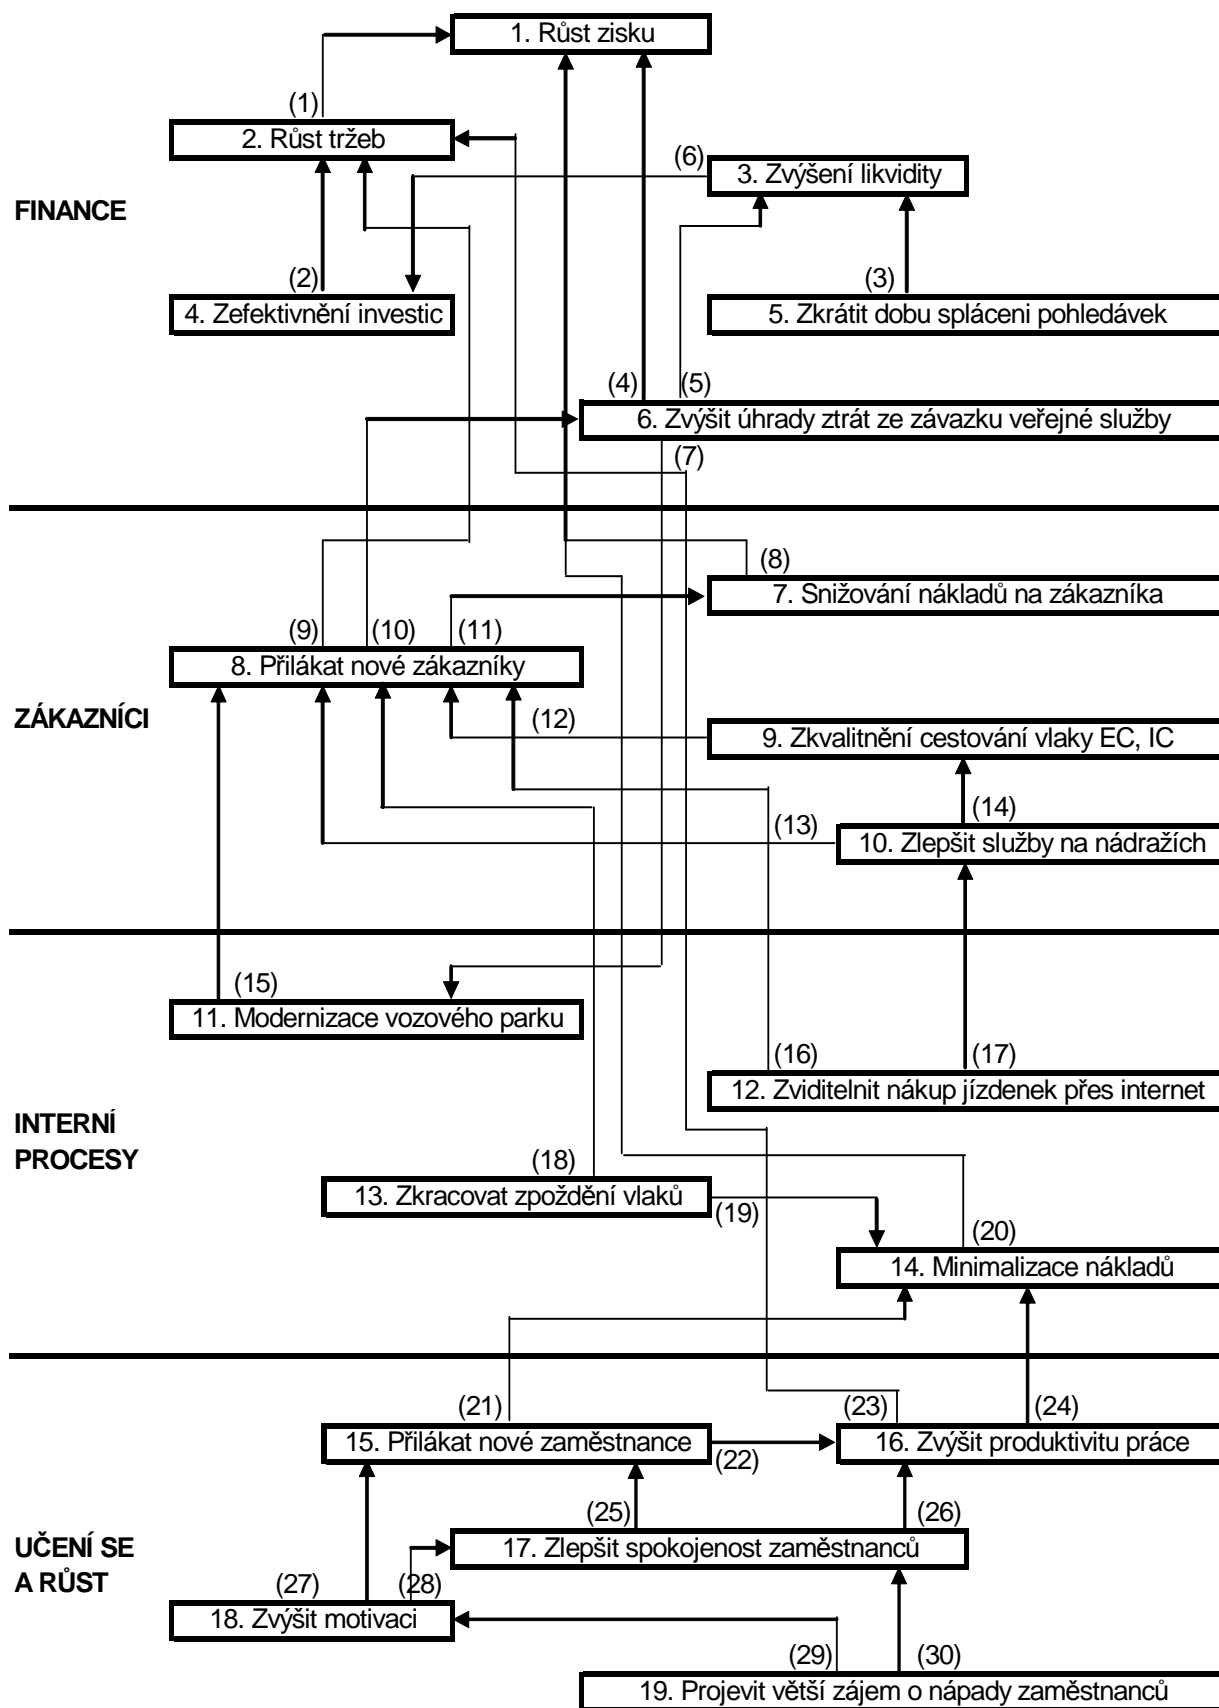 1. Růst zisku
(1)
2. Růst tržeb
(6)
3. Zvýšení likvidity
FINANCE
(2)
(3)
4. Zefektivnění investic
5. Zkrátit dobu spláceni pohledávek
(4)
(5)
6. Zvýšit úhrady ztrát ze závazku veřejné služby
(7)
(8)
7. Snižování nákladů na zákazníka
(9)
(10)
(11)
8. Přilákat nové zákazníky
ZÁKAZNÍCI
(12)
9. Zkvalitnění cestování vlaky EC, IC
(13)
(14)
10. Zlepšit služby na nádražích
(15)
11. Modernizace vozového parku
(16)
(17)
12. Zviditelnit nákup jízdenek přes internet
INTERNÍ
PROCESY
(18)
13. Zkracovat zpoždění vlaků
(19)
(20)
14. Minimalizace nákladů
(21)
(23)
(24)
15. Přilákat nové zaměstnance
16. Zvýšit produktivitu práce
(22)
(25)
(26)
UČENÍ SE
A RŮST
17. Zlepšit spokojenost zaměstnanců
(27)
(28)
18. Zvýšit motivaci
(29)
(30)
19. Projevit větší zájem o nápady zaměstnanců